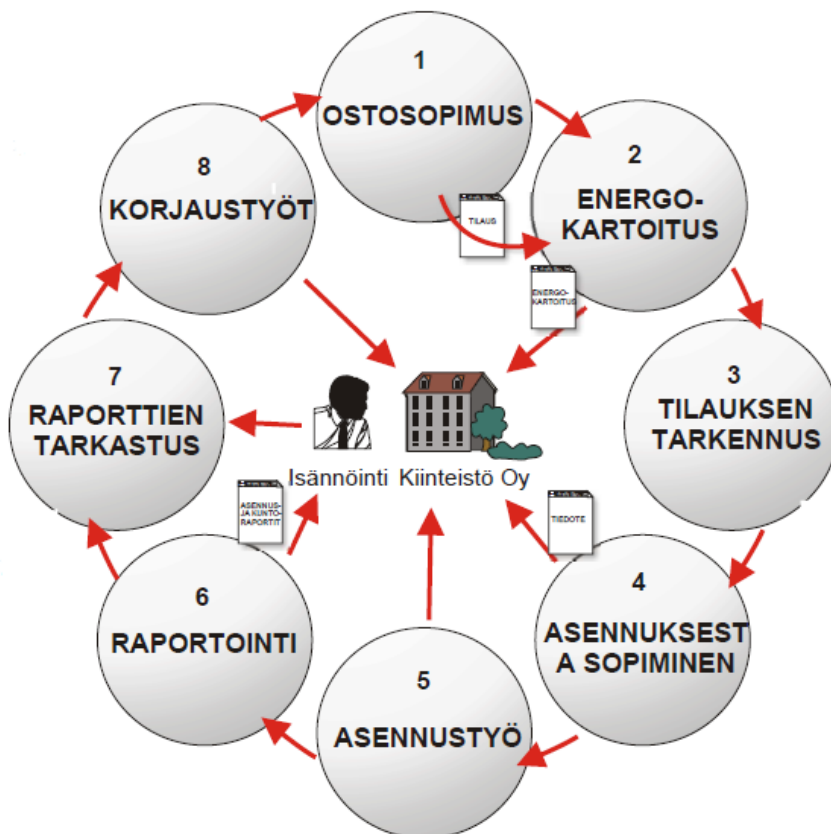 1
OSTOSOPIMUS
2
ENERGO-
KARTOITUS
TILAUS
ENERGO-
KARTOITUS
3
TILAUKSEN
TARKENNUS
4
ASENNUKSEST
A SOPIMINEN
TIEDOTE
5
ASENNUSTYÖ
6
RAPORTOINTI
ASENNUS-
JA KUNTO-
RAPORTIT
7
RAPORTTIEN
TARKASTUS
8
KORJAUSTYÖT
Isännöinti Kiinteistö Oy